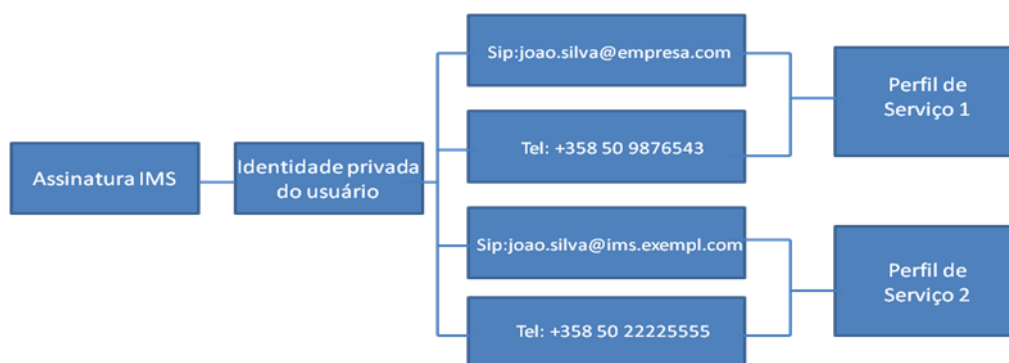 Assinatura IMS
Identidade privada
do usuário
Sip:joao.silva@empresa.com
Tel: +358 50 9876543
Sip:joao.silva@ims.exempl.com
Tel: +358 50 22225555
Perfil de
Serviço 1
Perfil de
Serviço 2